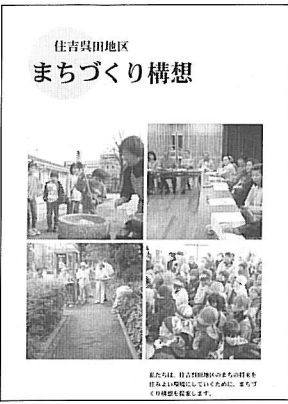 住吉呉田地区
まちづくり構想
私たちは、住吉呉田地区のまちの将来を
住みよい環境にしていくために、まちづ
くり構想を提案します。